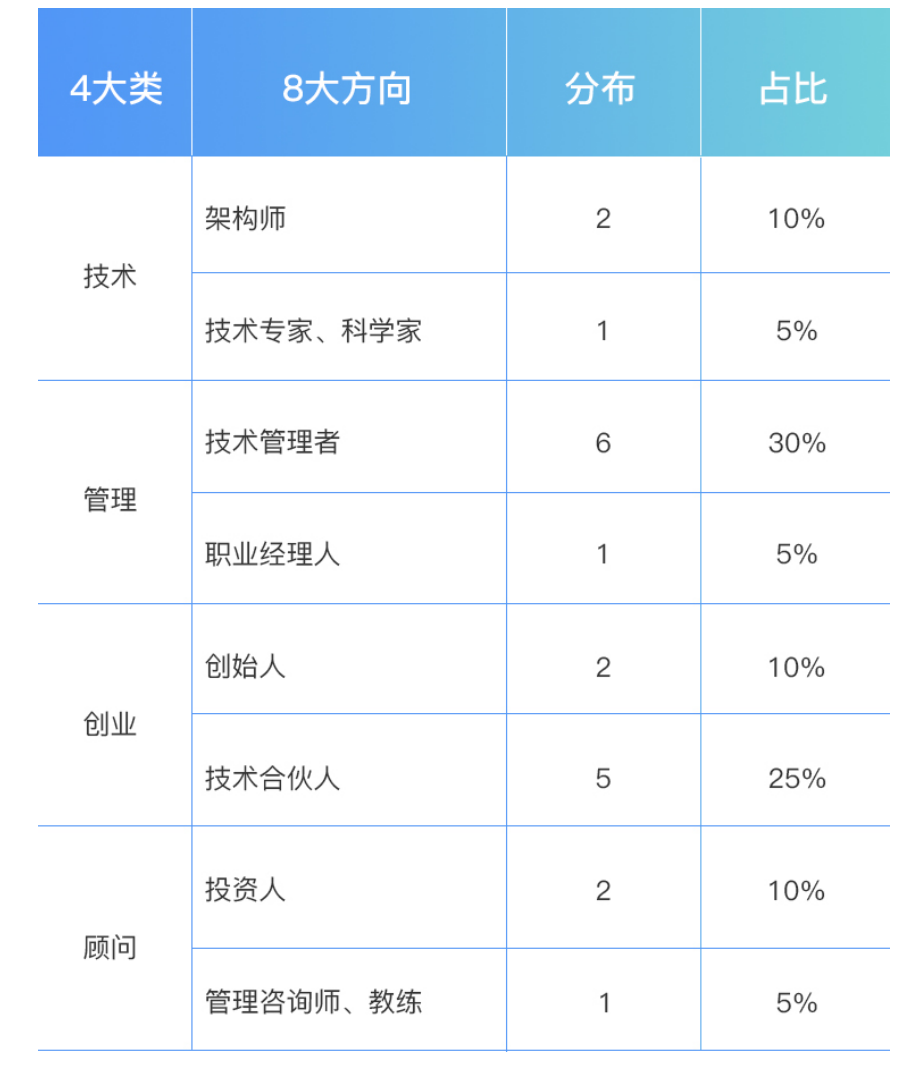 4大类 8大方向 分布 占比
技术
架构师 2 10%
技术专家、科学家 1 5%
管理
技术管理者 6 30%
职业经理人 1 5%
创业
创始人 2 10%
技术合伙人 5 25%
顾问
投资人 2 10%
管理咨询师、教练 1 5%